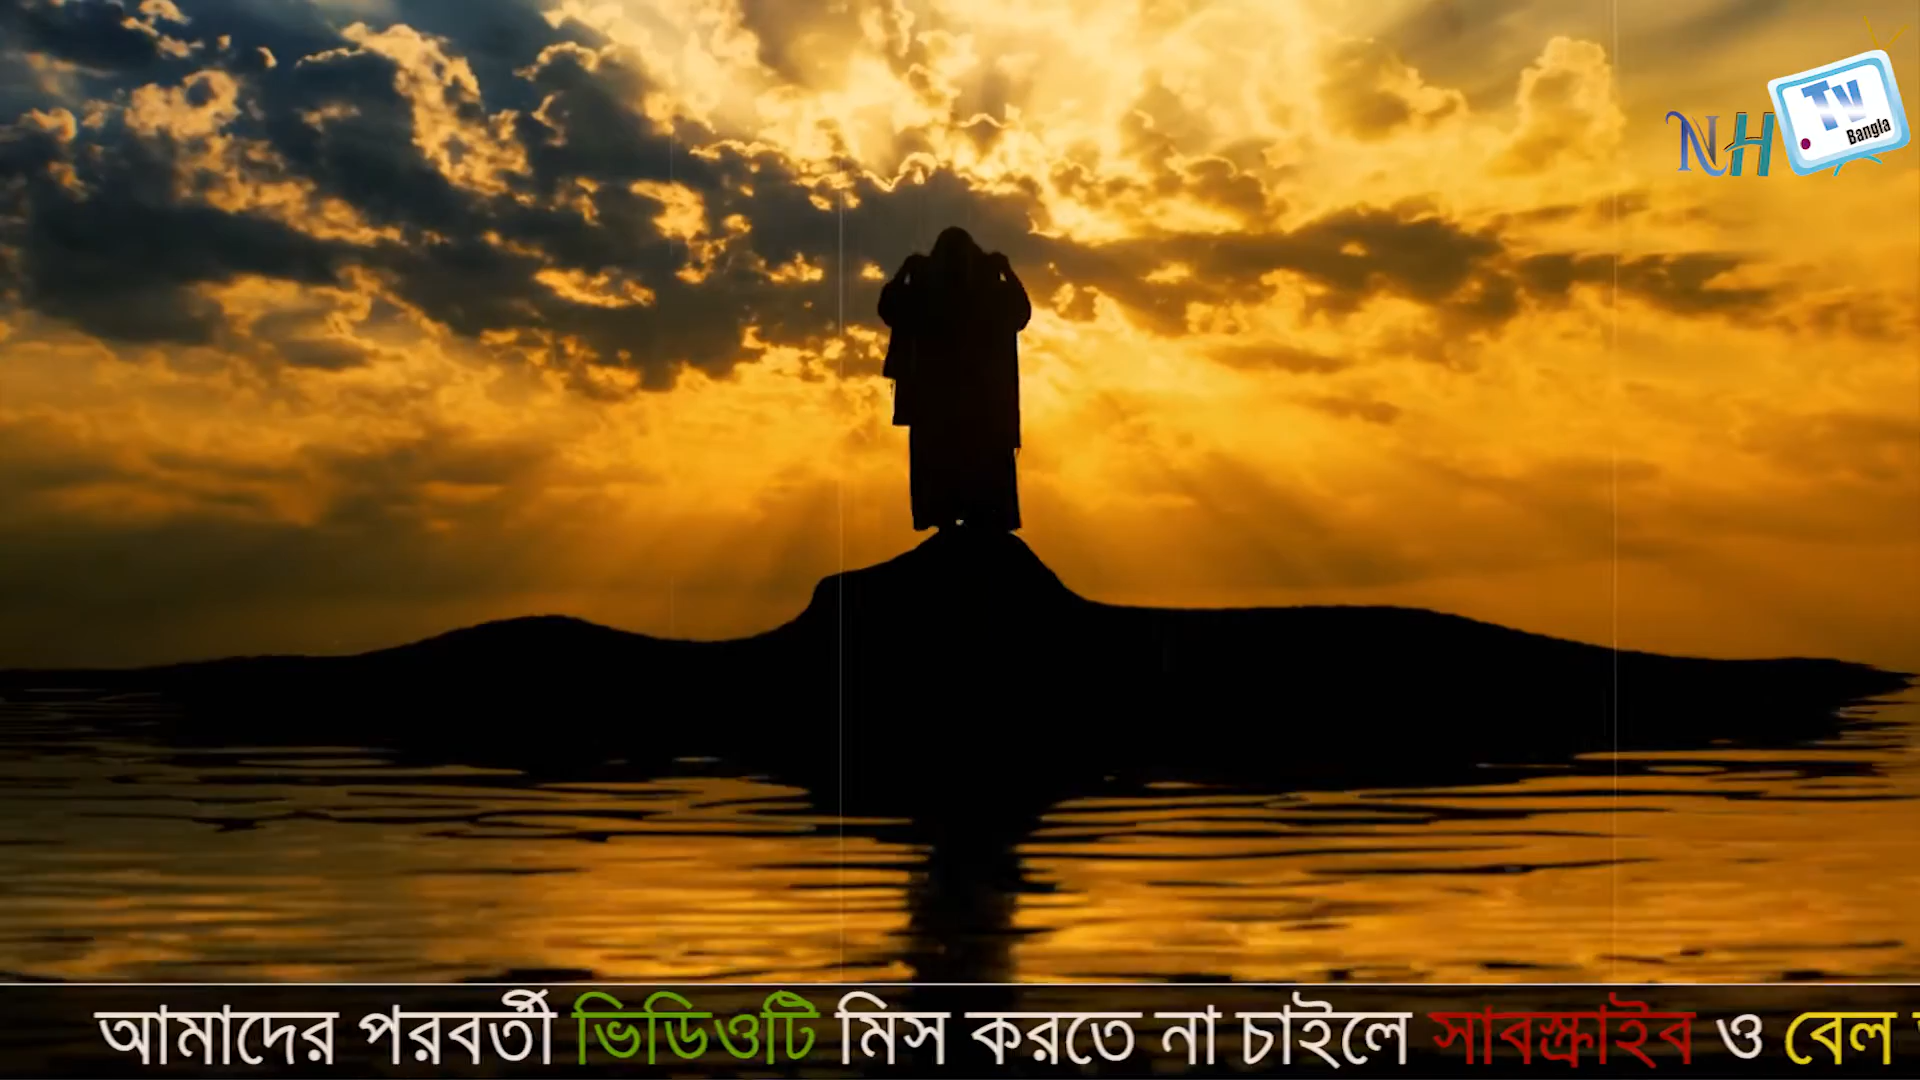 NH Tv
Bangla
আমাদের পরবর্তী ভিডিওটি মিস করতে না চাইলে সাবস্ক্রাইব ও বেল